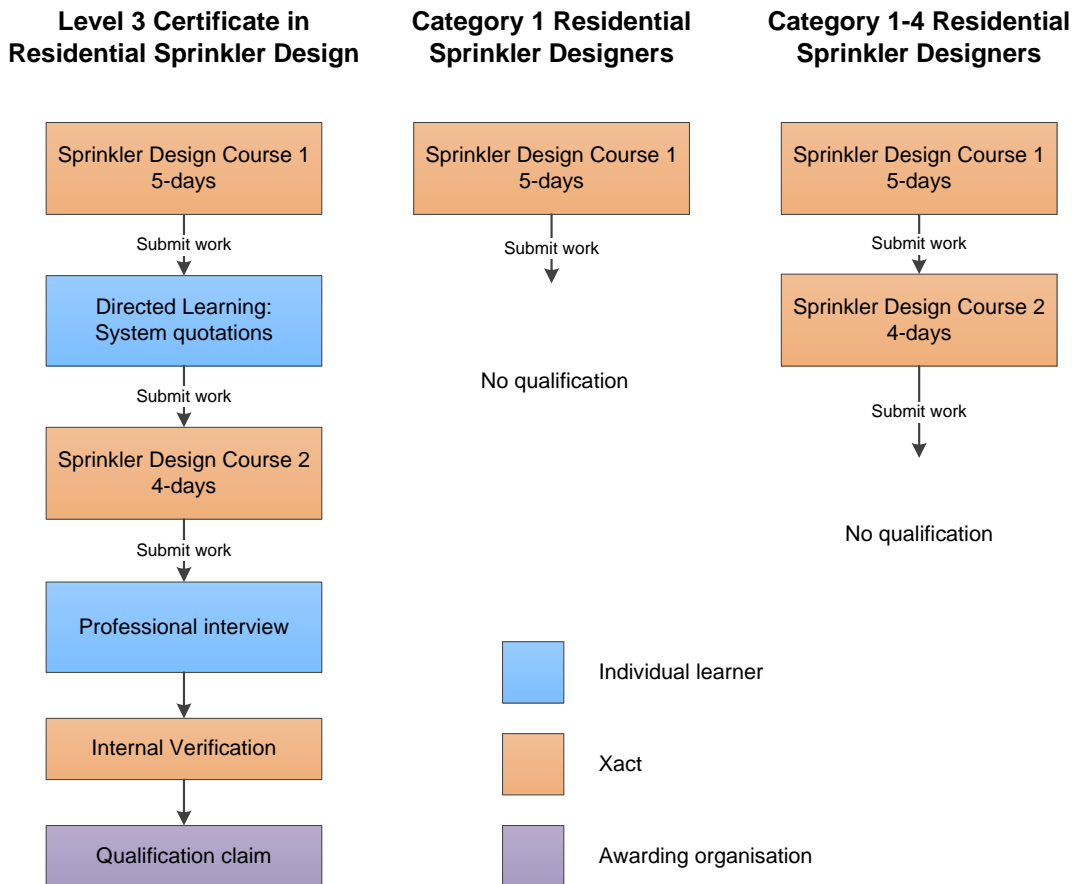 Level 3 Certificate in
Residential Sprinkler Design
Sprinkler Design Course 1
5-days
Submit work
Directed Learning:
System quotations
Submit work
Sprinkler Design Course 2
4-days
Submit work
Professional interview
Internal Verification
Qualification claim
Category 1 Residential
Sprinkler Designers
Sprinkler Design Course 1
5-days
Submit work
No qualification
Category 1-4 Residential
Sprinkler Designers
Sprinkler Design Course 1
5-days
Submit work
Sprinkler Design Course 2
4-days
Submit work
No qualification
Individual learner
Xact
Awarding organisation